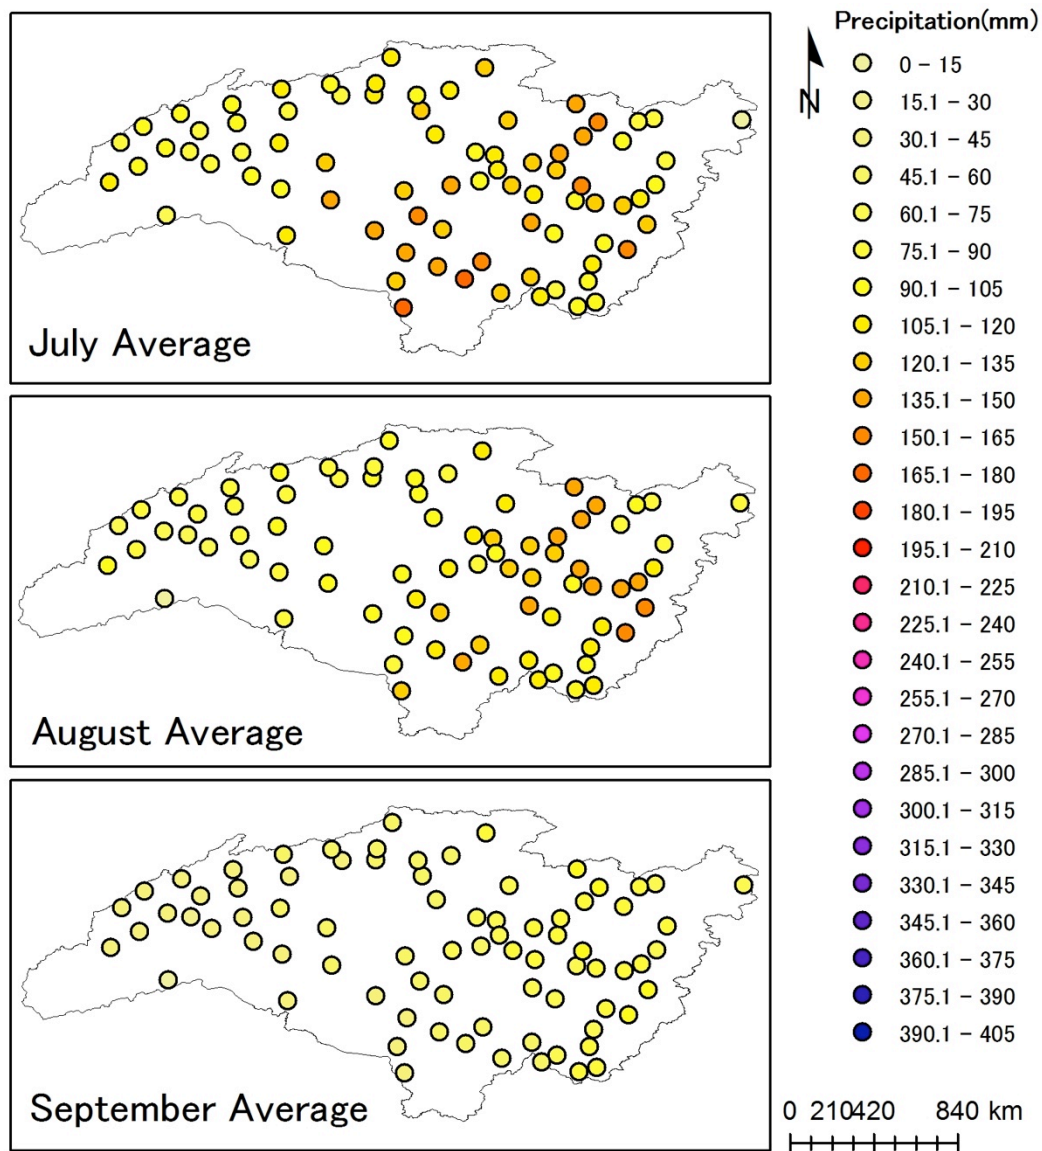 Precipitation(mm)
N
0 – 15
15.1 – 30
30.1 – 45
45.1 – 60
60.1 – 75
75.1 – 90
90.1 – 105
105.1 – 120
120.1 – 135
135.1 – 150
150.1 – 165
165.1 – 180
180.1 – 195
195.1 – 210
210.1 – 225
225.1 – 240
240.1 – 255
255.1 – 270
270.1 – 285
285.1 – 300
300.1 – 315
315.1 – 330
330.1 – 345
345.1 – 360
360.1 – 375
375.1 – 390
390.1 – 405
July Average
August Average
September Average
0 210420 840 km